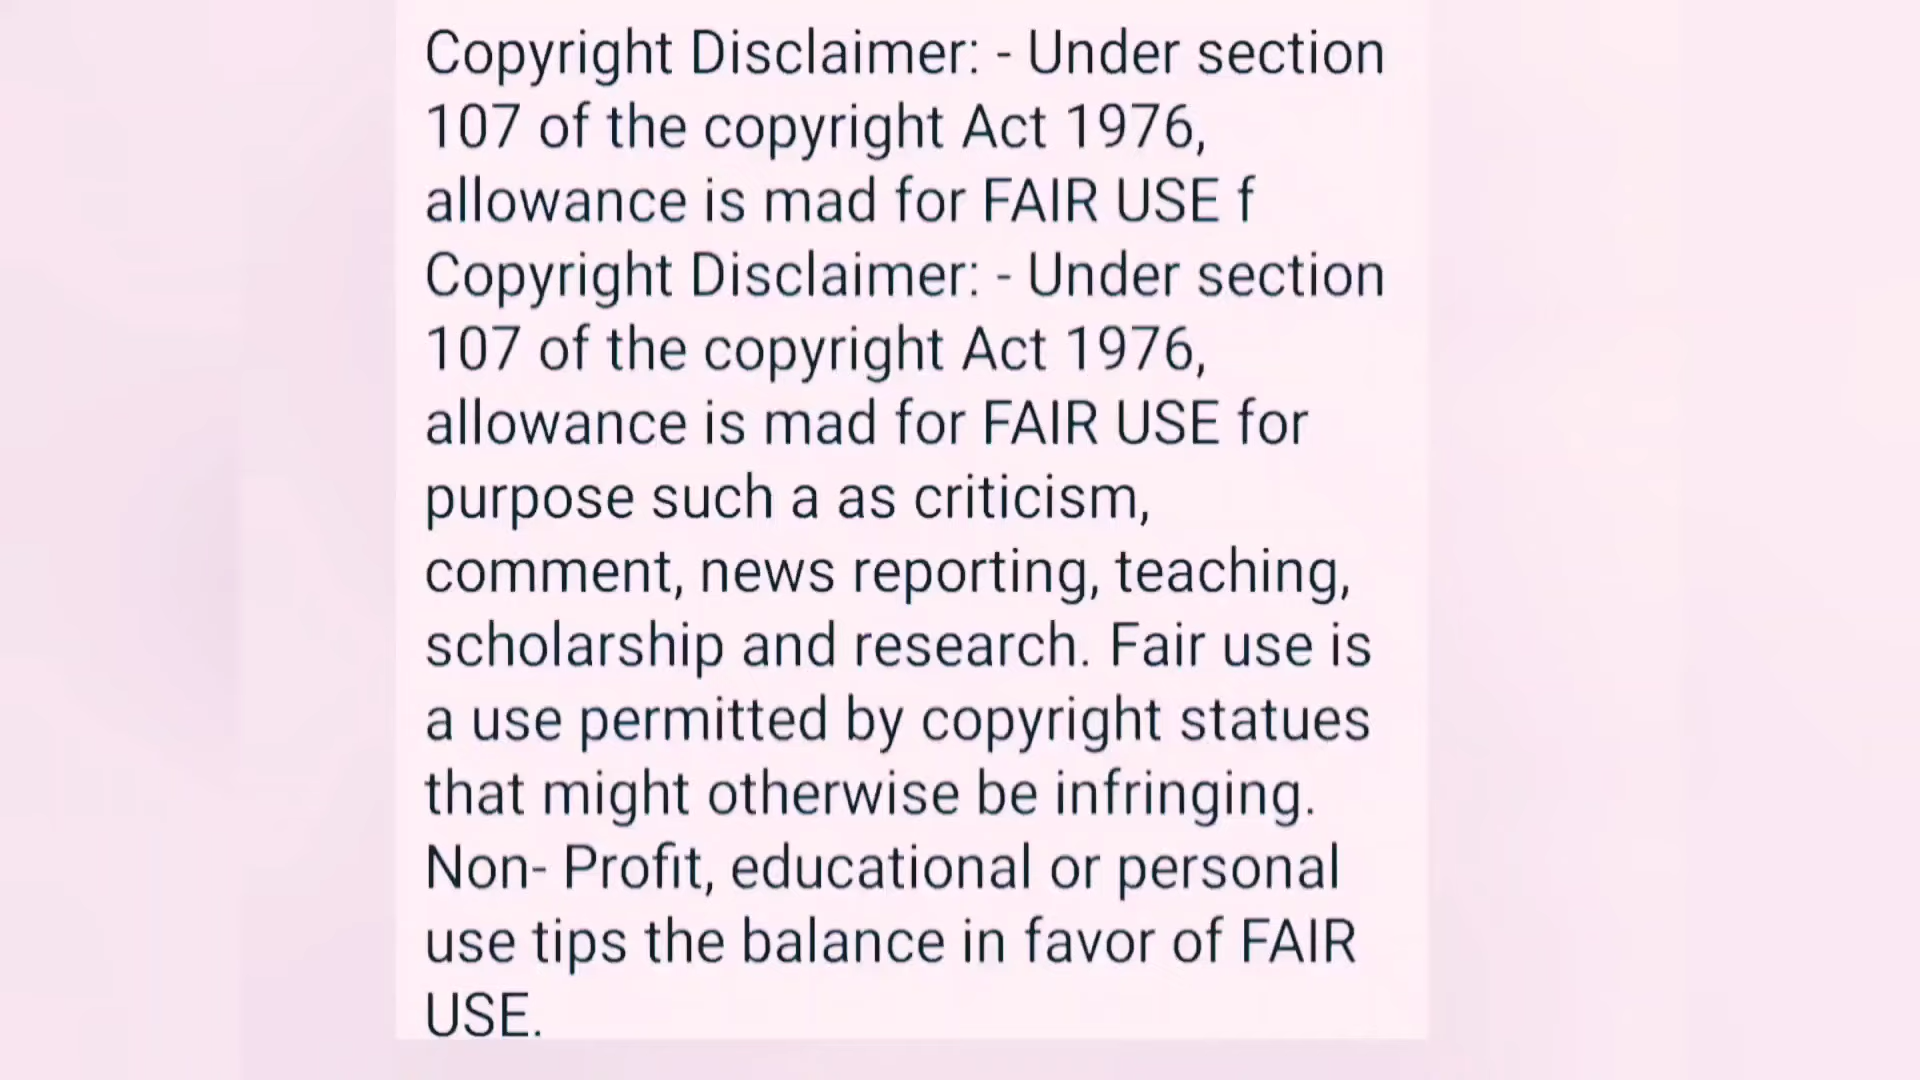 Copyright Disclaimer: - Under section
107 of the copyright Act 1976,
allowance is mad for FAIR USE f
Copyright Disclaimer: - Under section
107 of the copyright Act 1976,
allowance is mad for FAIR USE for
purpose such a as criticism,
comment, news reporting, teaching,
scholarship and research. Fair use is
a use permitted by copyright statues
that might otherwise be infringing.
Non- Profit, educational or personal
use tips the balance in favor of FAIR
USE.